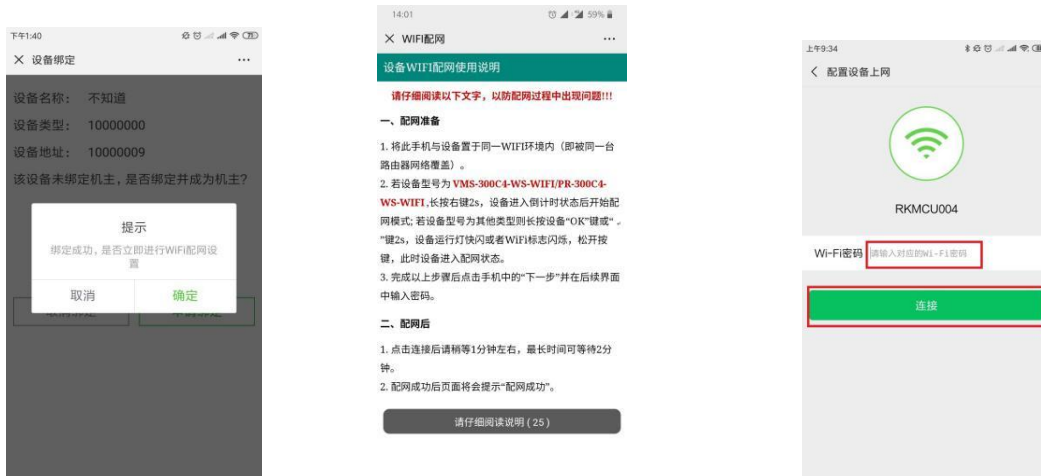 下午1:40
设备绑定
设备名称： 不知道
设备类型： 10000000
设备地址： 10000009
该设备未绑定机主，是否绑定并成为机主?
提示
绑定成功，是否立即进行WiFi配网设
置
取消
确定
14:01
59%
WIFI配网
设备WIFI配网使用说明
请仔细阅读以下文字，以防配网过程中出现问题!!!
一、配网准备
1. 将此手机与设备置于同一WIFI环境内（即被同一台
路由器网络覆盖）。
2. 若设备型号为 VMS-300C4-WS-WIFI/PR-300C4-
WS-WIFI ,长按右键2s，设备进入倒计时状态后开始配
网模式; 若设备型号为其他类型则长按设备“OK”键或“
”键2s，设备运行灯快闪或者WiFi标志闪烁，松开按
键，此时设备进入配网状态。
3. 完成以上步骤后点击手机中的“下一步”并在后续界面
中输入密码。
二、配网后
1. 点击连接后请稍等1分钟左右，最长时间可等待2分
钟。
2. 配网成功后页面将会提示“配网成功”。
请仔细阅读说明 ( 25 )
上午9:34
配置设备上网
RKMCU004
Wi-Fi密码 请输入对应的Wi-Fi密码
连接